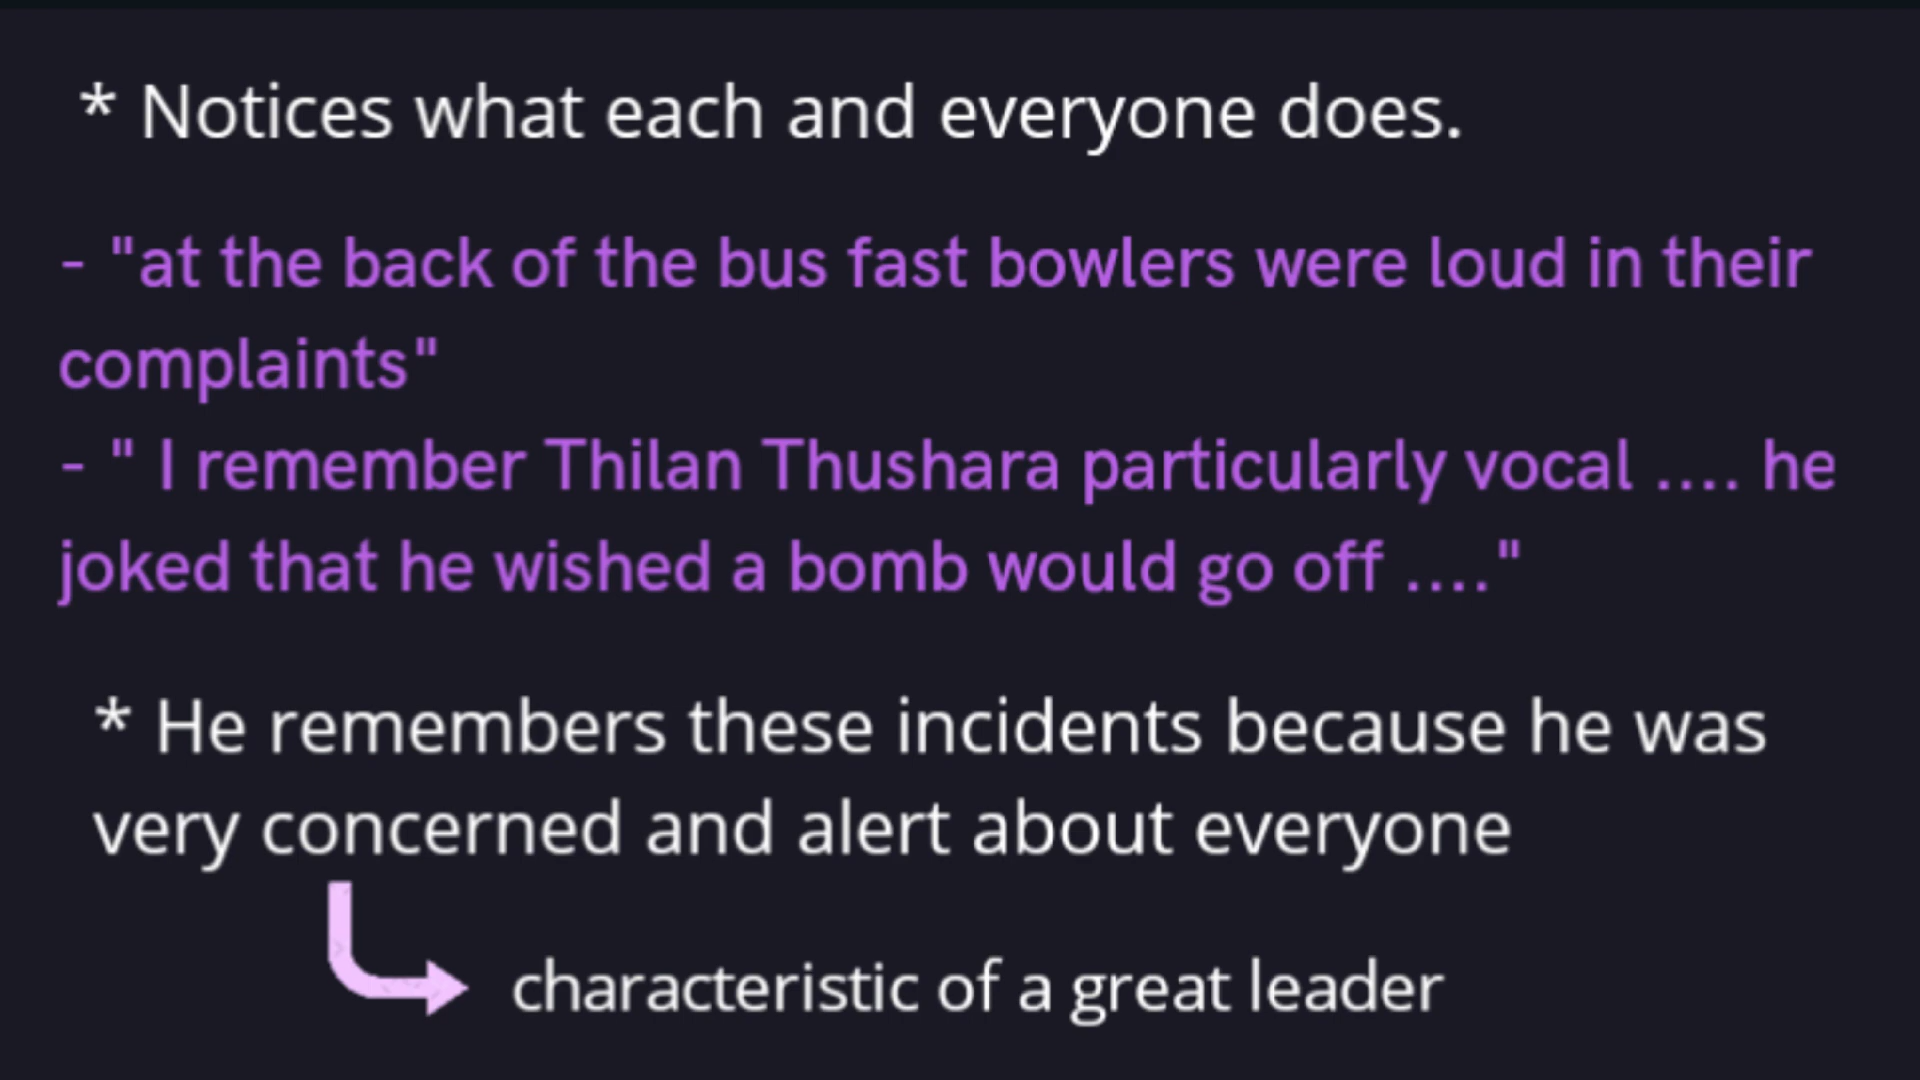 * Notices what each and everyone does.
- "at the back of the bus fast bowlers were loud in their
complaints"
- " I remember Thilan Thushara particularly vocal .... he
joked that he wished a bomb would go off ...."
* He remembers these incidents because he was
very concerned and alert about everyone
characteristic of a great leader